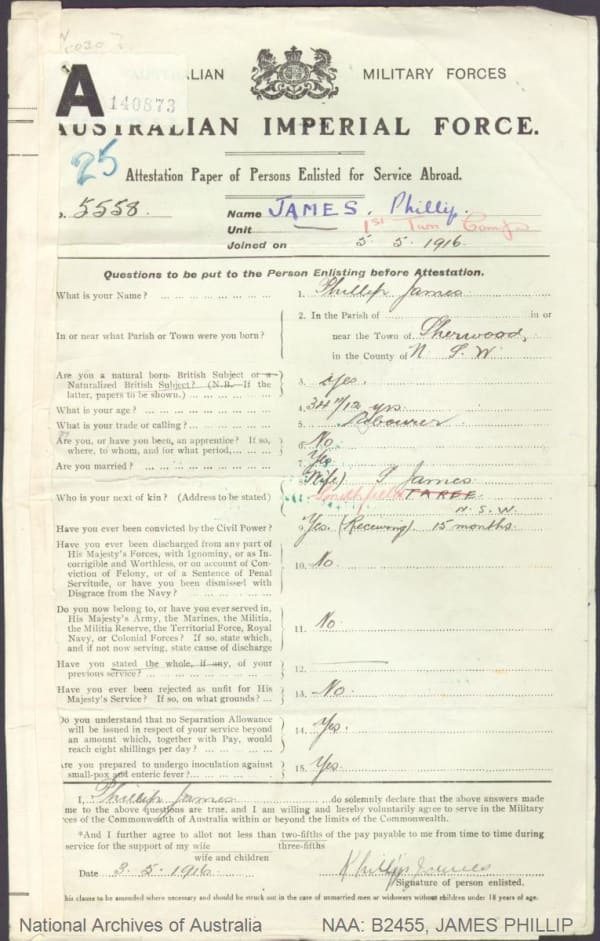 A
140873
AUSTRALIAN MILITARY FORCES
AUSTRALIAN IMPERIAL FORCE.
25
Attestation Paper of Persons Enlisted for Service Abroad.
5558. Name JAMES, Phillip.
Unit 1st Tun Comp
Joined on 5 5 1916
Questions to be put to the Person Enlisting before Attestation.
What is your Name? 1. Phillip James
2. In the Parish of in or
In or near what Parish or Town were you born? near the Town of Sherwood,
in the County of N S W
Are you a natural born British Subject or a
Naturalized British Subject? (N.B.—If the 3. Yes.
latter, papers to be shown.)
What is your age? 4. 34 7/12 yrs
What is your trade or calling? 5. Labourer
Are you, or have you been, an apprentice? If so, 6. No
where, to whom, and for what period,
Are you married? 7. Yes
8. (Wife) S James
Who is your next of kin? (Address to be stated) Smithfield TAREE
N.S.W.
Have you ever been convicted by the Civil Power? 9. Yes. (Receiving) 15 months.
Have you ever been discharged from any part of
His Majesty's Forces, with Ignominy, or as In-
corrigible and Worthless, or on account of Con- 10. No
viction of Felony, or of a Sentence of Penal
Servitude, or have you been dismissed with
Disgrace from the Navy?
Do you now belong to, or have you ever served in,
His Majesty's Army, the Marines, the Militia,
the Militia Reserve, the Territorial Force, Royal 11. No
Navy, or Colonial Forces? If so, state which,
and if not now serving, state cause of discharge
Have you stated the whole, if any, of your 12.
previous service?
Have you ever been rejected as unfit for His 13. No.
Majesty's Service? If so, on what grounds?
Do you understand that no Separation Allowance
will be issued in respect of your service beyond 14. Yes.
an amount which, together with Pay, would
reach eight shillings per day?
Are you prepared to undergo inoculation against 15. Yes
small-pox and enteric fever?
I, Phillip James do solemnly declare that the above answers made
me to the above questions are true, and I am willing and hereby voluntarily agree to serve in the Military
rces of the Commonwealth of Australia within or beyond the limits of the Commonwealth.
*And I further agree to allot not less than two-fifths of the pay payable to me from time to time during
service for the support of my wife three-fifths
wife and children
Date 3. 5. 1916 Phillip James
Signature of person enlisted.
This clause to be amended where necessary and should be struck out in the case of unmarried men or widowers without children under 18 years of age.
National Archives of Australia NAA: B2455, JAMES PHILLIP